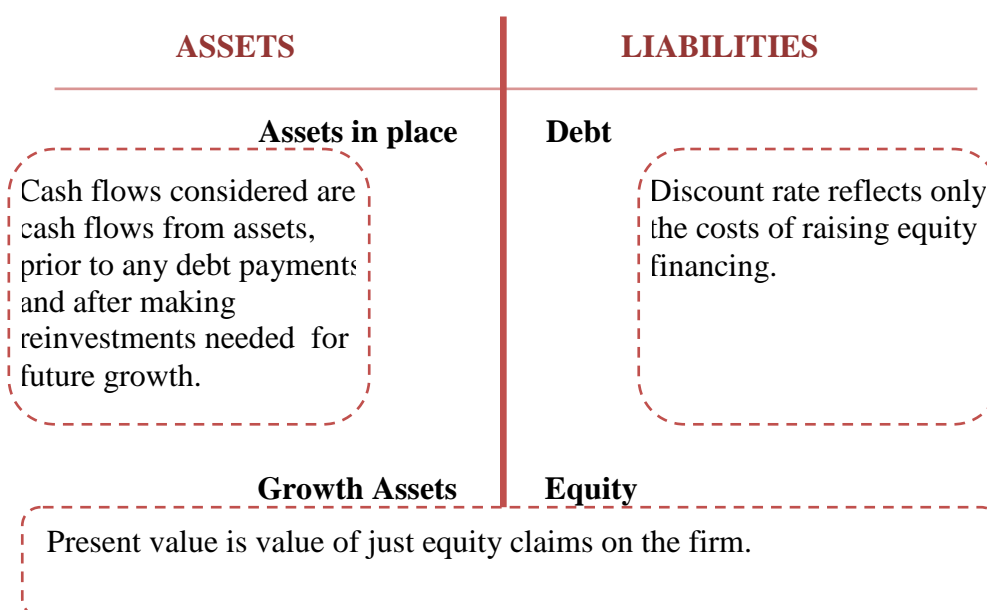 ASSETS LIABILITIES
Assets in place Debt
Cash flows considered are
cash flows from assets,
prior to any debt payments
and after making
reinvestments needed for
future growth.
Discount rate reflects only
the costs of raising equity
financing.
Growth Assets Equity
Present value is value of just equity claims on the firm.